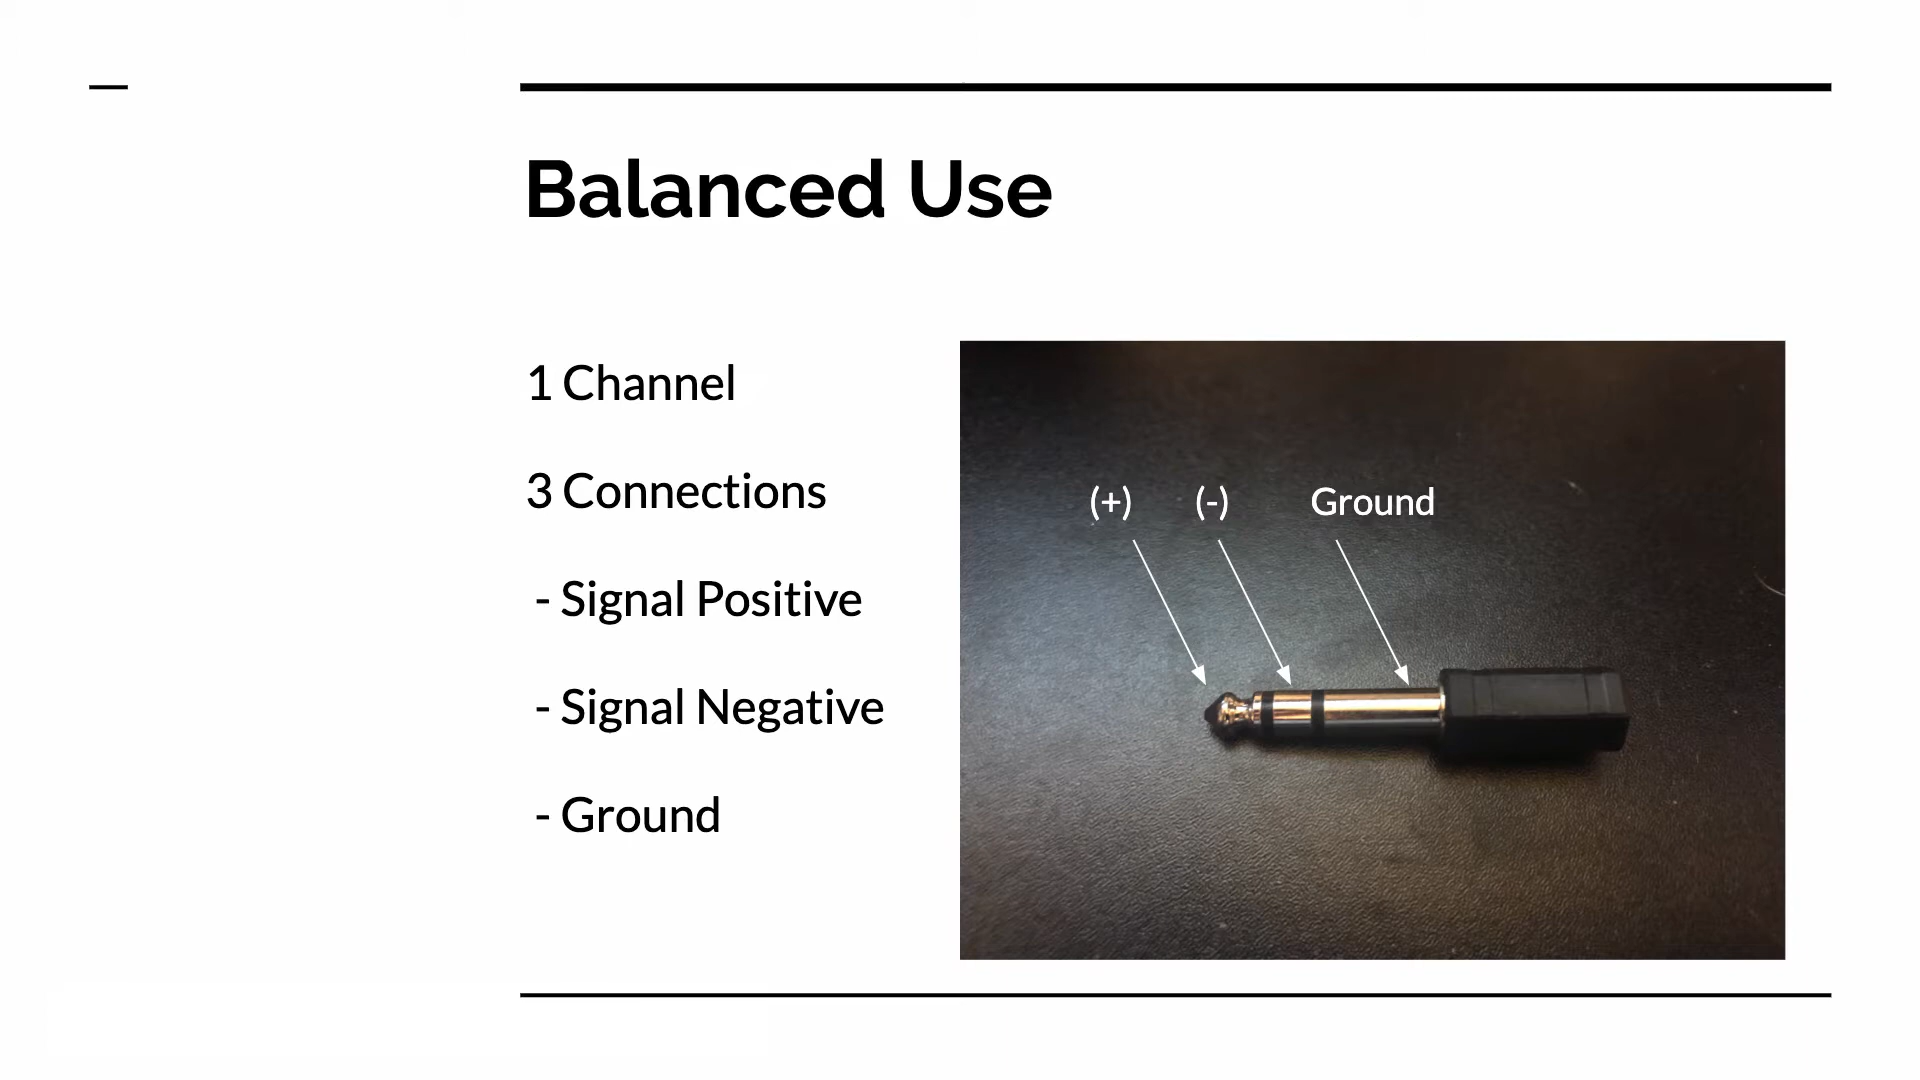 Balanced Use
1 Channel
3 Connections
- Signal Positive
- Signal Negative
- Ground
(+) (-) Ground